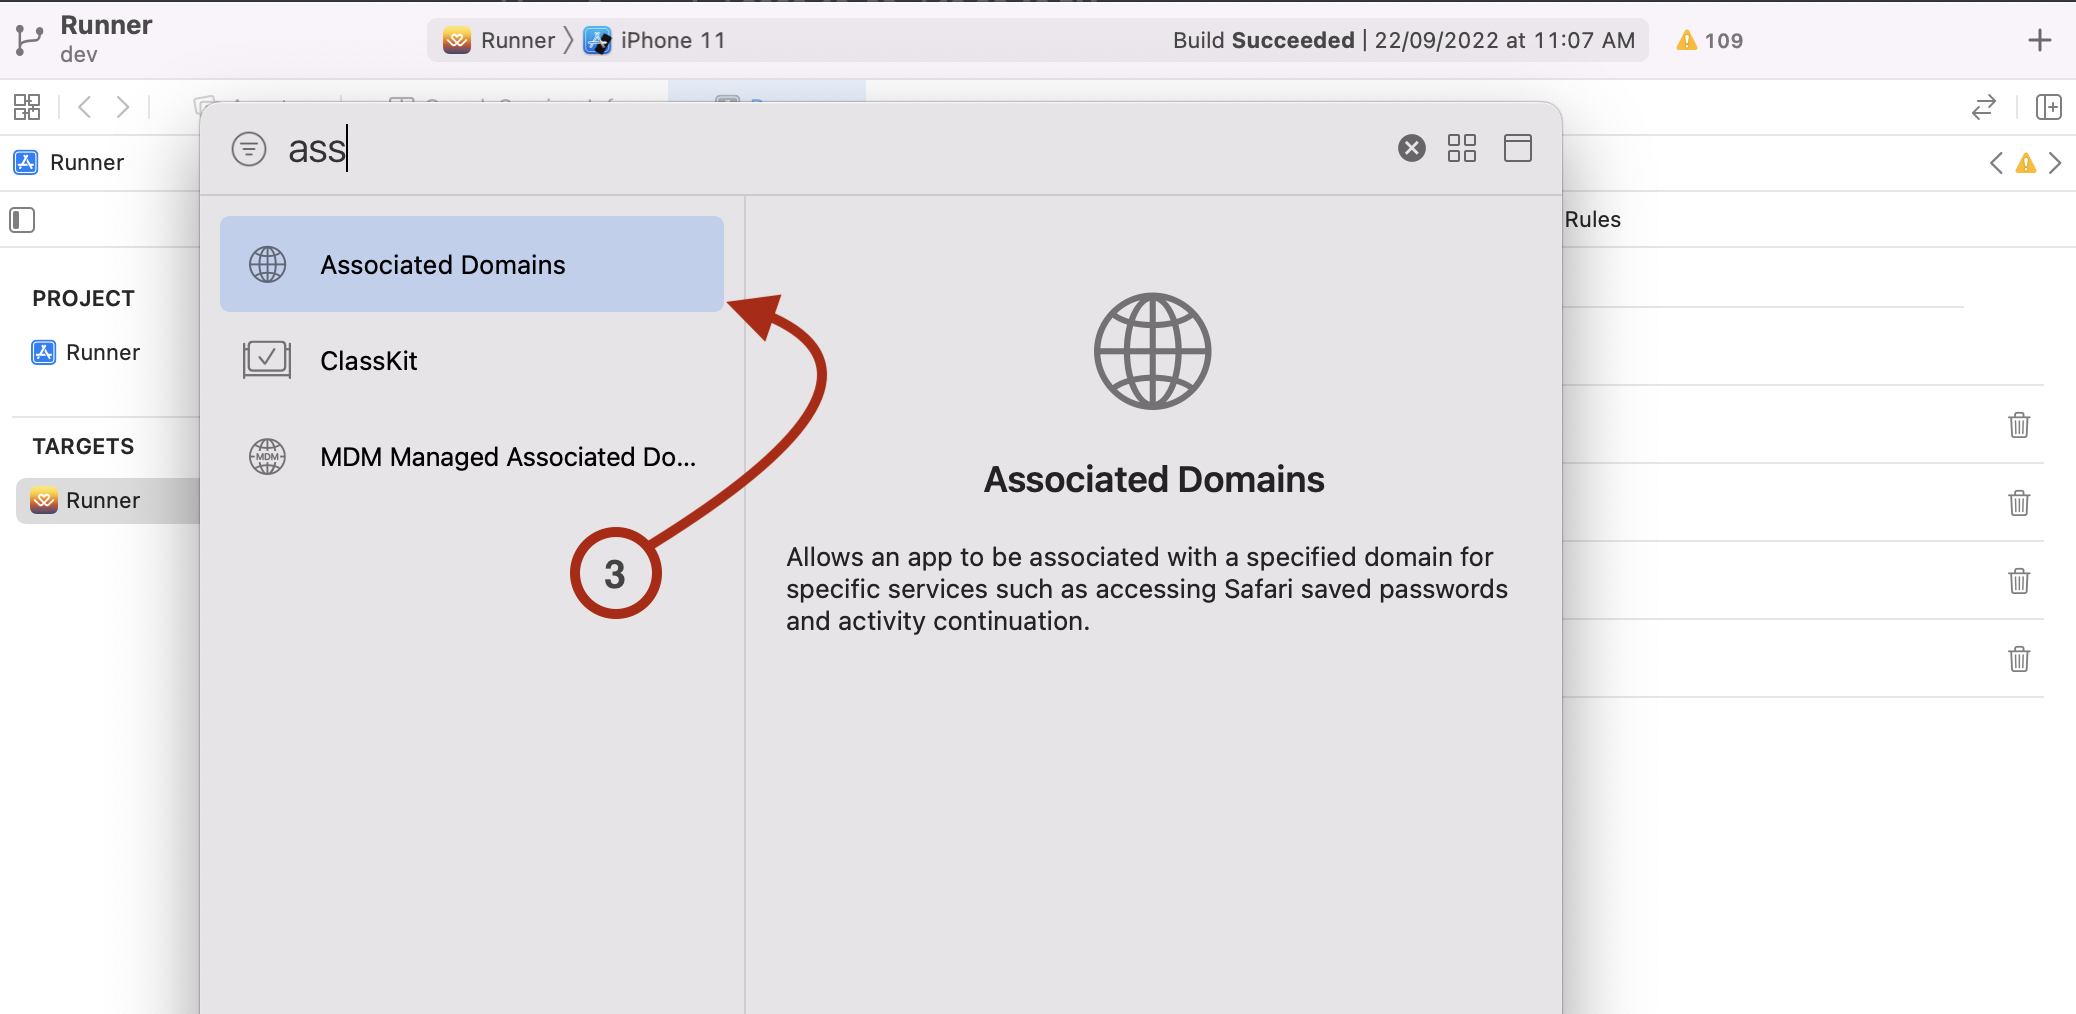 Runner
dev
Runner 〉 iPhone 11
Build Succeeded | 22/09/2022 at 11:07 AM
109
Runner
ass
Rules
PROJECT
Runner
TARGETS
Runner
Associated Domains
ClassKit
MDM
MDM Managed Associated Do...
3
Associated Domains
Allows an app to be associated with a specified domain for
specific services such as accessing Safari saved passwords
and activity continuation.